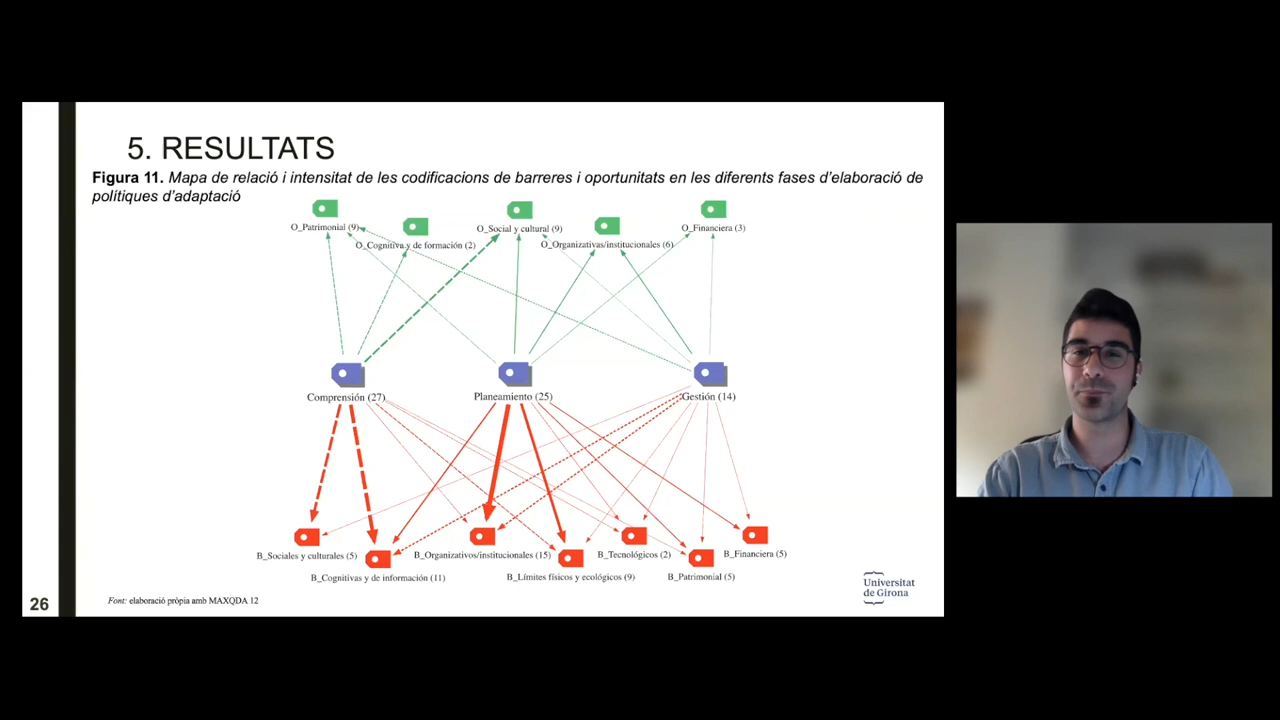 5. RESULTATS
Figura 11. Mapa de relació i intensitat de les codificacions de barreres i oportunitats en les diferents fases d'elaboració de
polítiques d'adaptació
O_Patrimonial (9)
O_Cognitiva y de formación (2)
O_Social y cultural (9)
O_Organizativas/institucionales (6)
O_Financiera (3)
Comprensión (27)
Planeamiento (25)
Gestión (14)
B_Sociales y culturales (5)
B_Cognitivas y de información (11)
B_Organizativos/institucionales (15)
B_Límites físicos y ecológicos (9)
B_Tecnológicos (2)
B_Patrimonial (5)
B_Financiera (5)
Universitat
de Girona
26
Font: elaboració pròpia amb MAXQDA 12